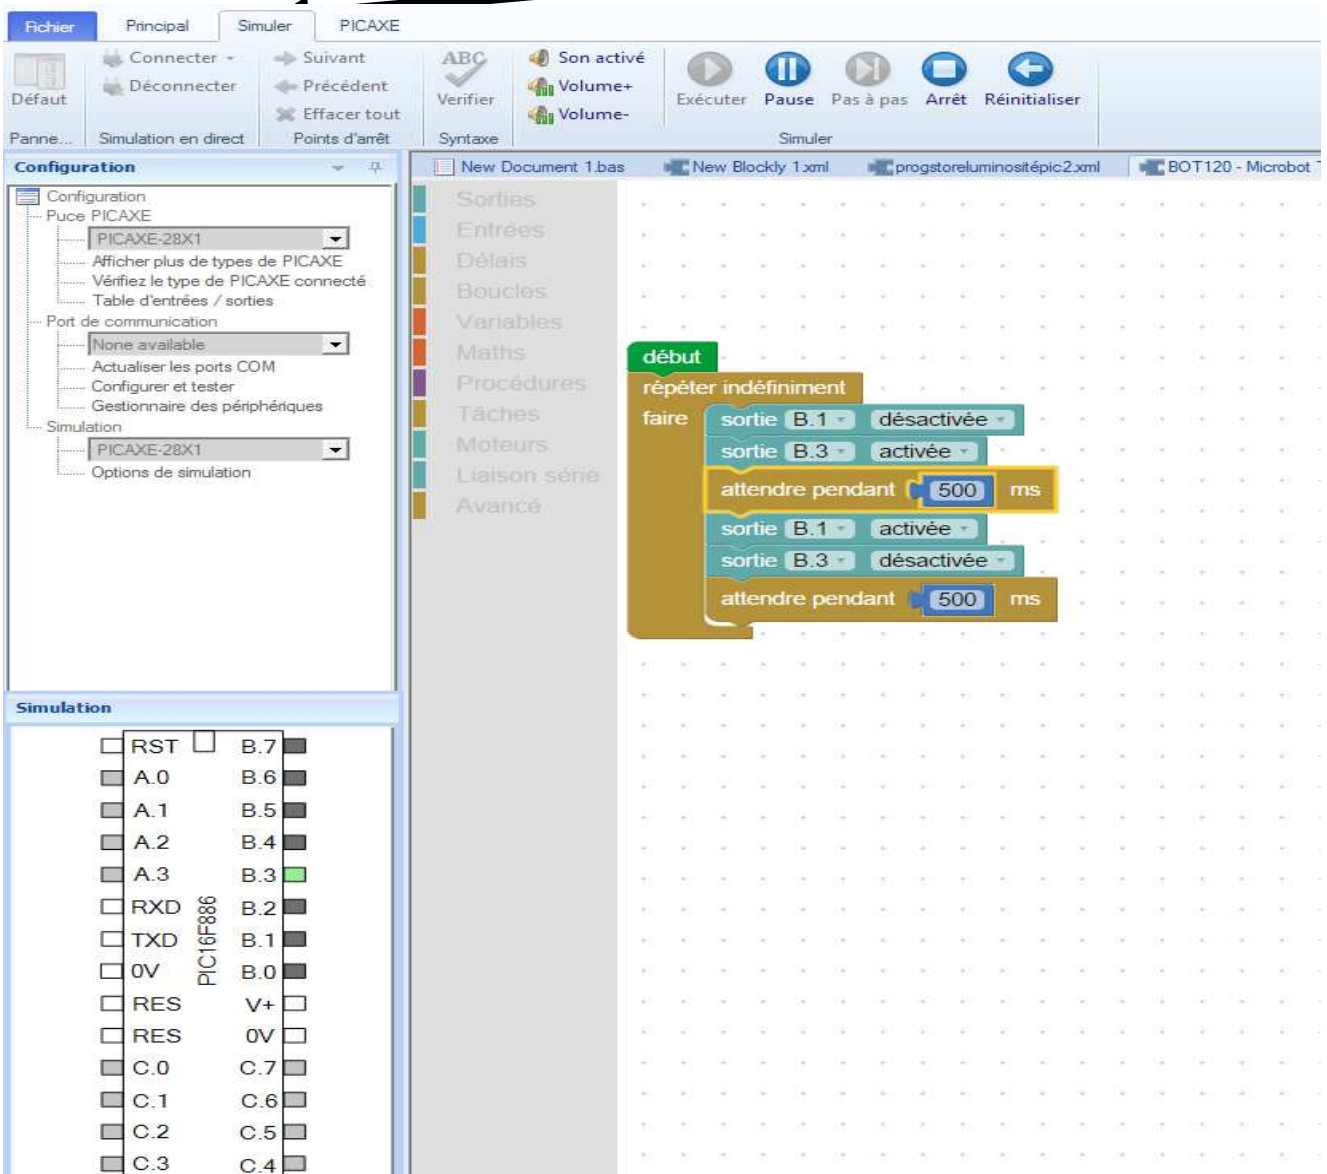 Fichier Principal Simuler PICAXE
Connecter Suivant ABC Son activé
Défaut Déconnecter Précédent Verifier Volume+ Exécuter Pause Pas à pas Arrêt Réinitialiser
Effacer tout Volume-
Panne... Simulation en direct Points d'arrêt Syntaxe Simuler
Configuration
New Document 1.bas New Blockly 1.xml progstoreluminositépic2.xml BOT120 - Microbot
Configuration
Puce PICAXE
PICAXE-28X1
Afficher plus de types de PICAXE
Vérifiez le type de PICAXE connecté
Table d'entrées / sorties
Port de communication
None available
Actualiser les ports COM
Configurer et tester
Gestionnaire des périphériques
Simulation
PICAXE-28X1
Options de simulation
Sorties
Entrées
Délais
Boucles
Variables
Maths
Procédures
Tâches
Moteurs
Liaison série
Avancé
début
répéter indéfiniment
faire sortie B.1 désactivée
sortie B.3 activée
attendre pendant 500 ms
sortie B.1 activée
sortie B.3 désactivée
attendre pendant 500 ms
Simulation
RST B.7
A.0 B.6
A.1 B.5
A.2 B.4
A.3 B.3
RXD B.2
TXD B.1
0V B.0
PIC16F886
RES V+
RES 0V
C.0 C.7
C.1 C.6
C.2 C.5
C.3 C.4